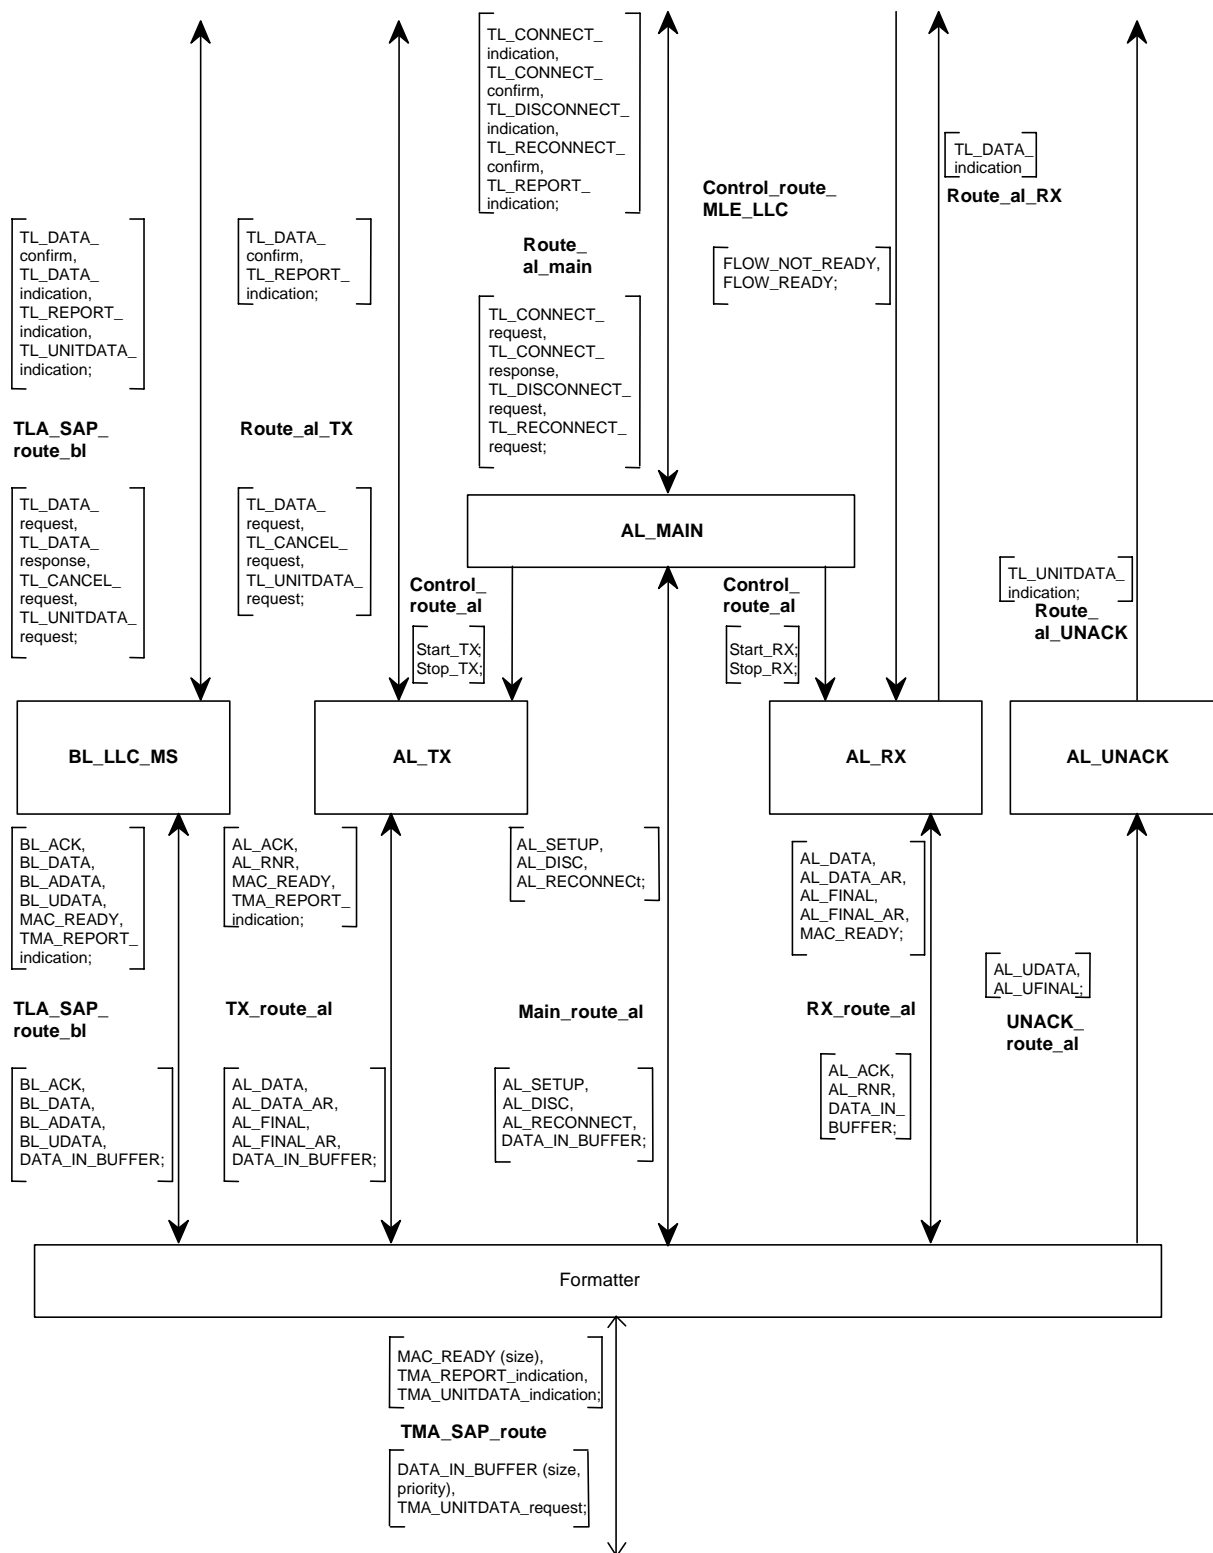 TL_CONNECT_
indication,
TL_CONNECT_
confirm,
TL_DISCONNECT_
indication,
TL_RECONNECT_
confirm,
TL_REPORT_
indication;
TL_DATA_
indication
Route_al_RX
Control_route_
MLE_LLC
TL_DATA_
confirm,
TL_DATA_
indication,
TL_REPORT_
indication,
TL_UNITDATA_
indication;
TL_DATA_
confirm,
TL_REPORT_
indication;
Route_
al_main
FLOW_NOT_READY,
FLOW_READY;
TL_CONNECT_
request,
TL_CONNECT_
response,
TL_DISCONNECT_
request,
TL_RECONNECT_
request;
TLA_SAP_
route_bl
Route_al_TX
TL_DATA_
request,
TL_DATA_
response,
TL_CANCEL_
request,
TL_UNITDATA_
request;
TL_DATA_
request,
TL_CANCEL_
request,
TL_UNITDATA_
request;
AL_MAIN
Control_
route_al
Start_TX;
Stop_TX;
Control_
route_al
Start_RX;
Stop_RX;
TL_UNITDATA_
indication;
Route_
al_UNACK
BL_LLC_MS
AL_TX
AL_RX
AL_UNACK
BL_ACK,
BL_DATA,
BL_ADATA,
BL_UDATA,
MAC_READY,
TMA_REPORT_
indication;
AL_ACK,
AL_RNR,
MAC_READY,
TMA_REPORT_
indication;
AL_SETUP,
AL_DISC,
AL_RECONNECt;
AL_DATA,
AL_DATA_AR,
AL_FINAL,
AL_FINAL_AR,
MAC_READY;
AL_UDATA,
AL_UFINAL;
TLA_SAP_
route_bl
TX_route_al
Main_route_al
RX_route_al
UNACK_
route_al
BL_ACK,
BL_DATA,
BL_ADATA,
BL_UDATA,
DATA_IN_BUFFER;
AL_DATA,
AL_DATA_AR,
AL_FINAL,
AL_FINAL_AR,
DATA_IN_BUFFER;
AL_SETUP,
AL_DISC,
AL_RECONNECT,
DATA_IN_BUFFER;
AL_ACK,
AL_RNR,
DATA_IN_
BUFFER;
Formatter
MAC_READY (size),
TMA_REPORT_indication,
TMA_UNITDATA_indication;
TMA_SAP_route
DATA_IN_BUFFER (size,
priority),
TMA_UNITDATA_request;